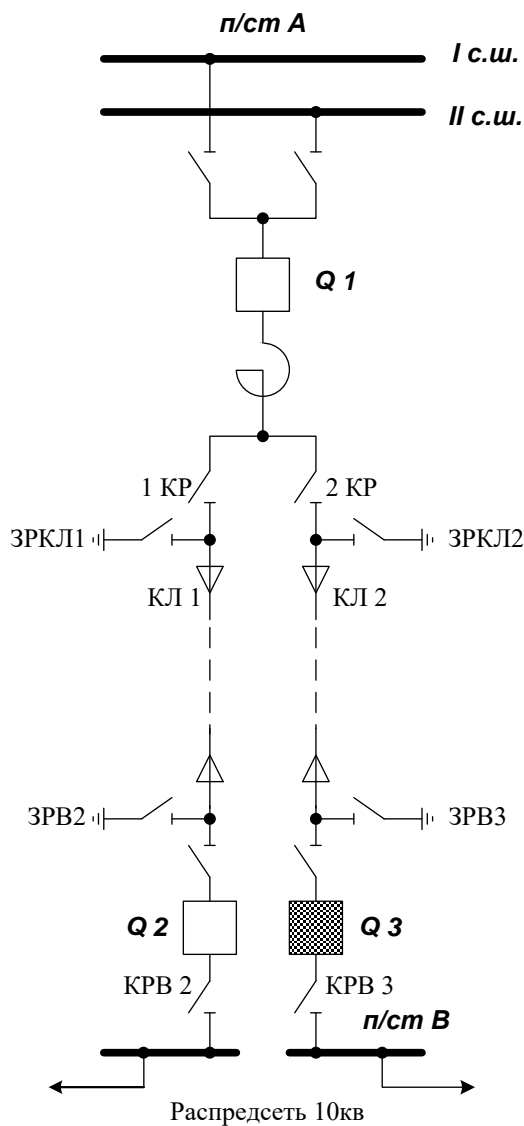 п/ст А
I с.ш.
II с.ш.
Q 1
1 КР
2 КР
ЗРКЛ1
ЗРКЛ2
КЛ 1
КЛ 2
ЗРВ2
ЗРВ3
Q 2
Q 3
КРВ 2
КРВ 3
п/ст В
Распредсеть 10кв